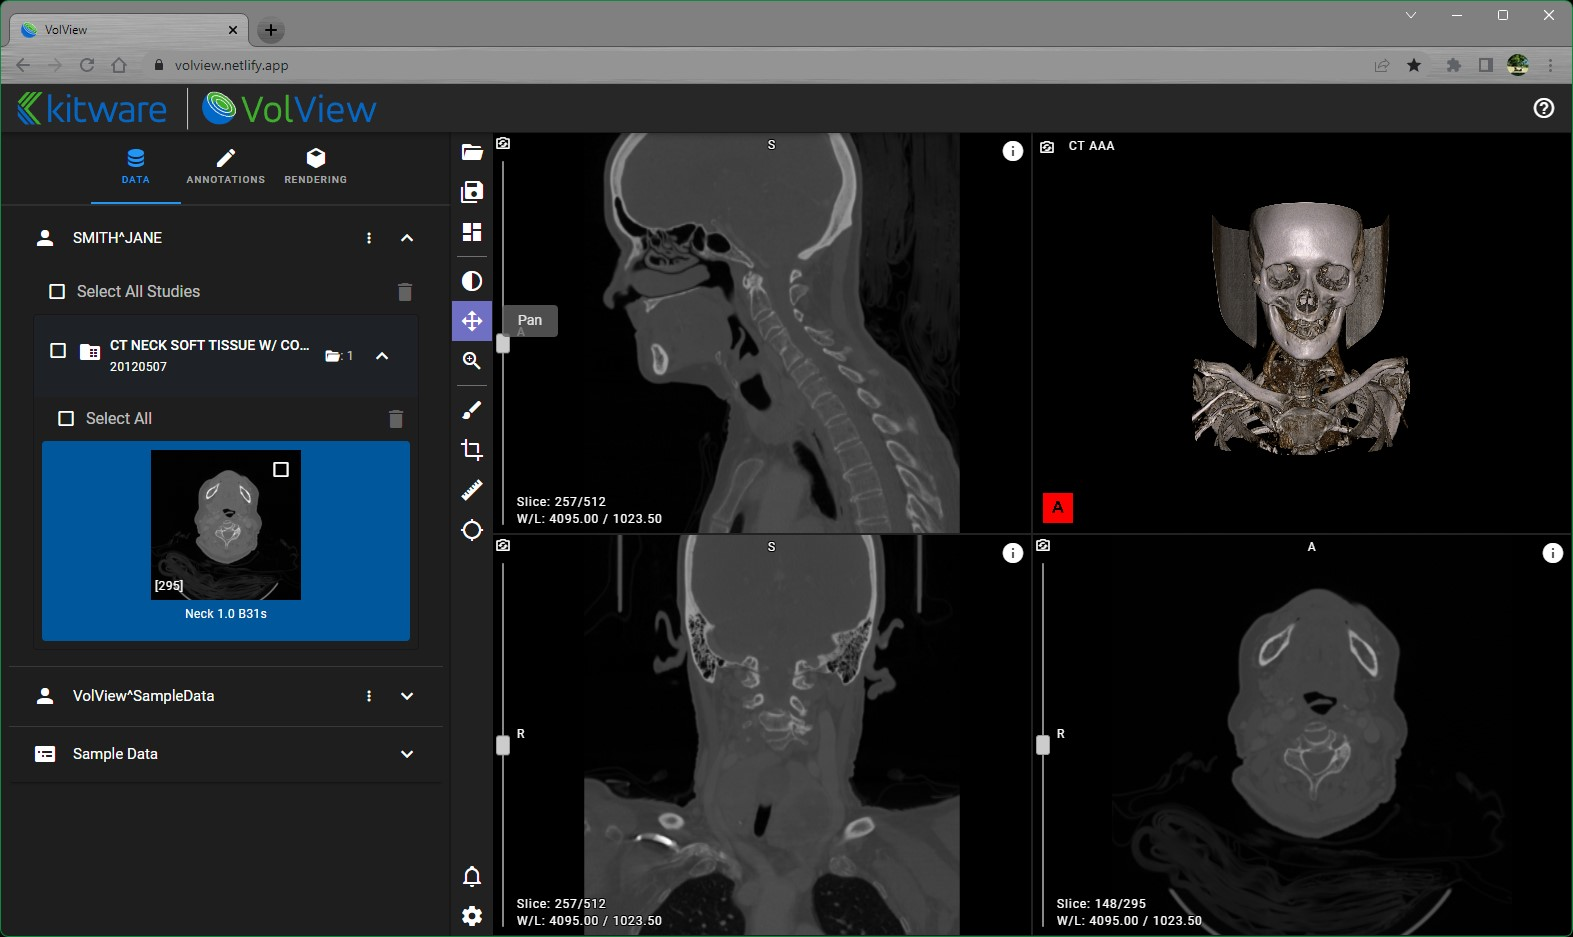 VolView
volview.netlify.app
kitware VolView
DATA
ANNOTATIONS
RENDERING
SMITH^JANE
Select All Studies
CT NECK SOFT TISSUE W/ CO...
: 1
20120507
Select All
[295]
Neck 1.0 B31s
VolView^SampleData
Sample Data
Pan
S
A
Slice: 257/512
W/L: 4095.00 / 1023.50
CT AAA
A
S
R
Slice: 257/512
W/L: 4095.00 / 1023.50
A
R
Slice: 148/295
W/L: 4095.00 / 1023.50